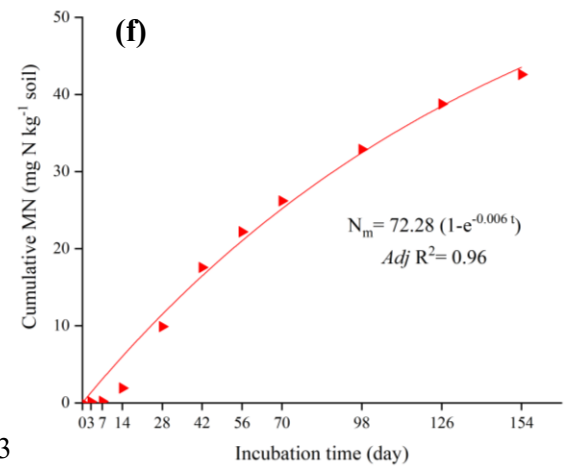 (f)
50
40
30
20
10
0
Cumulative MN (mg N kg⁻¹ soil)
Nₘ= 72.28 (1-e⁻⁰·⁰⁰⁶ ᵗ)
Adj R²= 0.96
0 3 7 14 28 42 56 70 98 126 154
Incubation time (day)
3